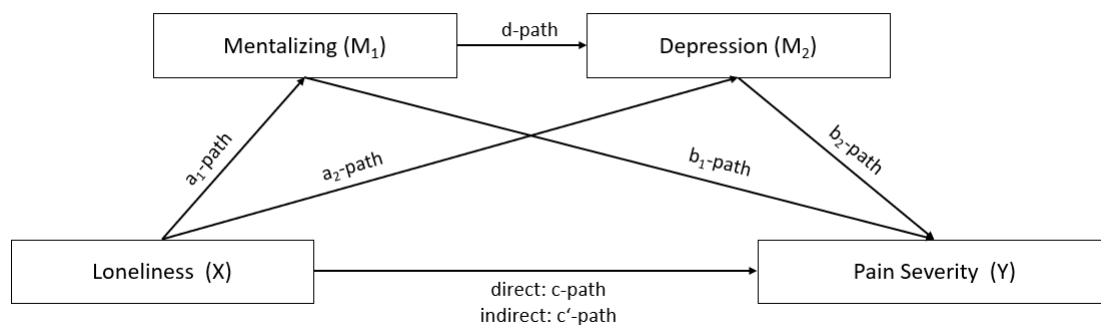 d-path
Mentalizing (M₁)
Depression (M₂)
a₁-path
a₂-path
b₁-path
b₂-path
Loneliness (X)
Pain Severity (Y)
direct: c-path
indirect: c‘-path